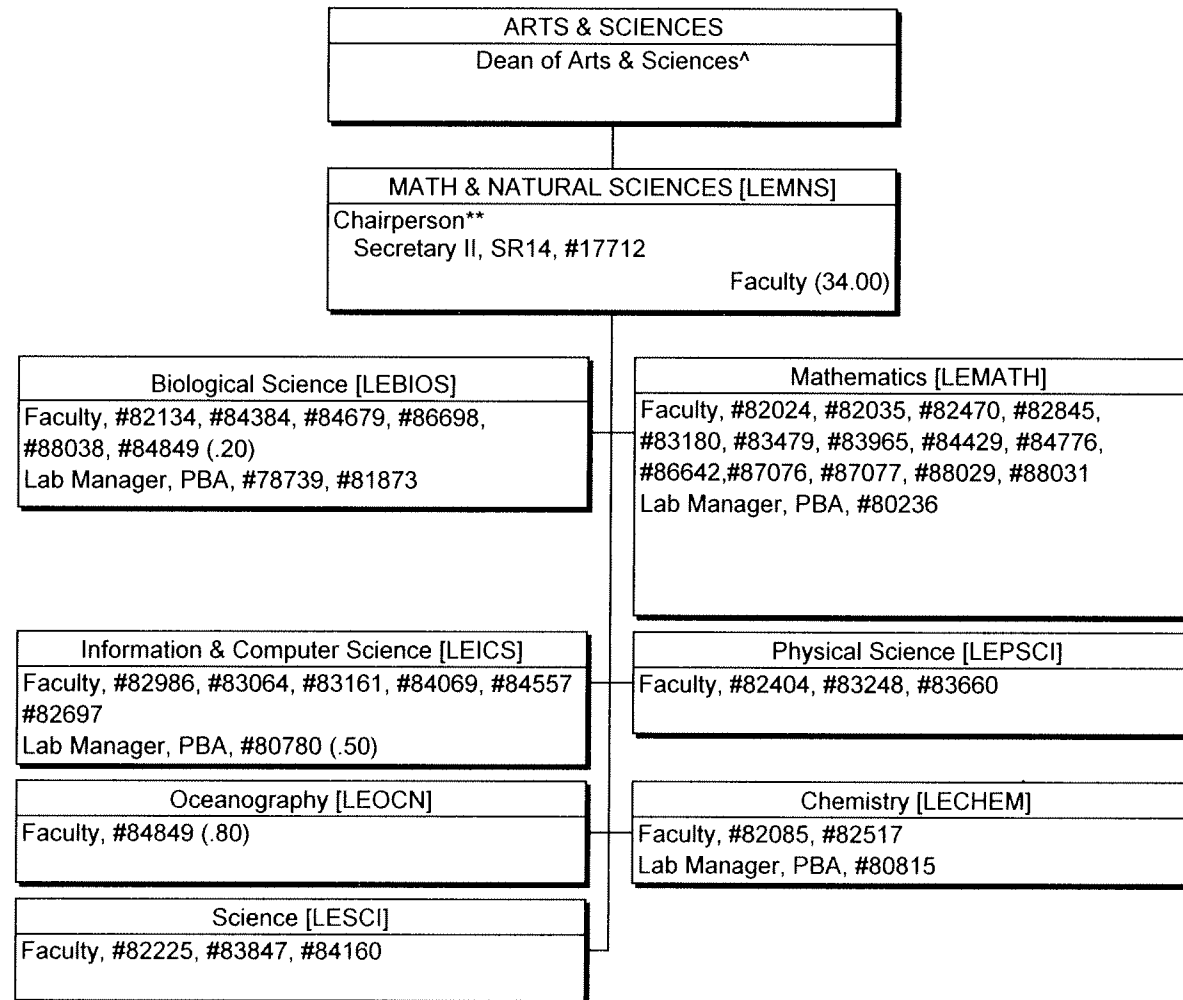 ARTS & SCIENCES
Dean of Arts & Sciences^
MATH & NATURAL SCIENCES [LEMNS]
Chairperson**
Secretary II, SR14, #17712
Faculty (34.00)
Biological Science [LEBIOS]
Faculty, #82134, #84384, #84679, #86698,
#88038, #84849 (.20)
Lab Manager, PBA, #78739, #81873
Mathematics [LEMATH]
Faculty, #82024, #82035, #82470, #82845,
#83180, #83479, #83965, #84429, #84776,
#86642,#87076, #87077, #88029, #88031
Lab Manager, PBA, #80236
Information & Computer Science [LEICS]
Faculty, #82986, #83064, #83161, #84069, #84557
#82697
Lab Manager, PBA, #80780 (.50)
Physical Science [LEPSCI]
Faculty, #82404, #83248, #83660
Oceanography [LEOCN]
Faculty, #84849 (.80)
Chemistry [LECHEM]
Faculty, #82085, #82517
Lab Manager, PBA, #80815
Science [LESCI]
Faculty, #82225, #83847, #84160